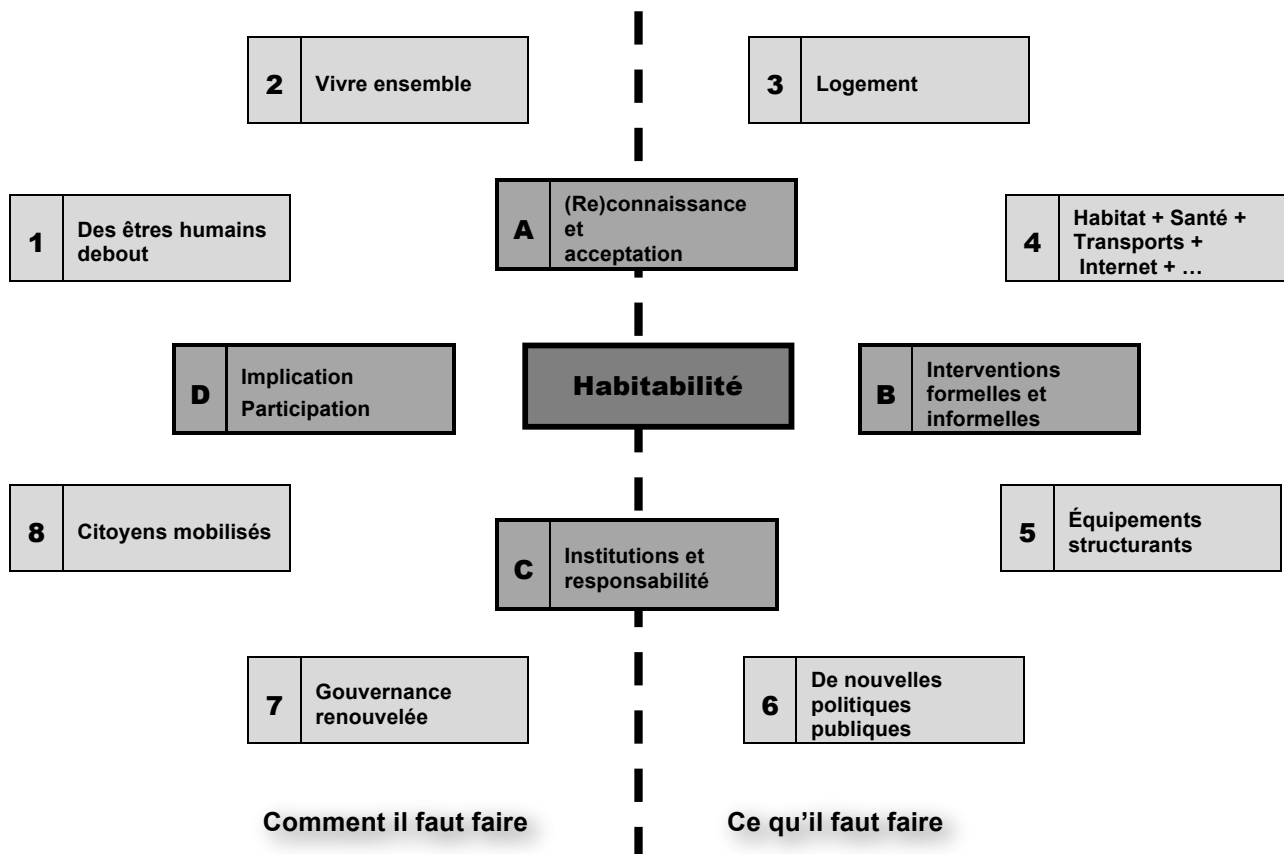 2 Vivre ensemble
3 Logement
1 Des êtres humains
debout
A (Re)connaissance
et
acceptation
4 Habitat + Santé +
Transports +
Internet + …
D Implication
Participation
Habitabilité
B Interventions
formelles et
informelles
8 Citoyens mobilisés
C Institutions et
responsabilité
5 Équipements
structurants
7 Gouvernance
renouvelée
6 De nouvelles
politiques
publiques
Comment il faut faire
Ce qu’il faut faire